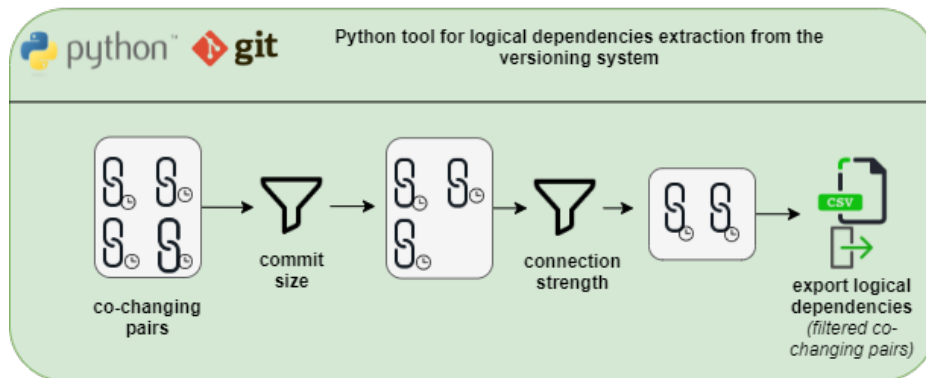 python™
git
Python tool for logical dependencies extraction from the
versioning system
co-changing
pairs
commit
size
connection
strength
CSV
export logical
dependencies
(filtered co-
changing pairs)